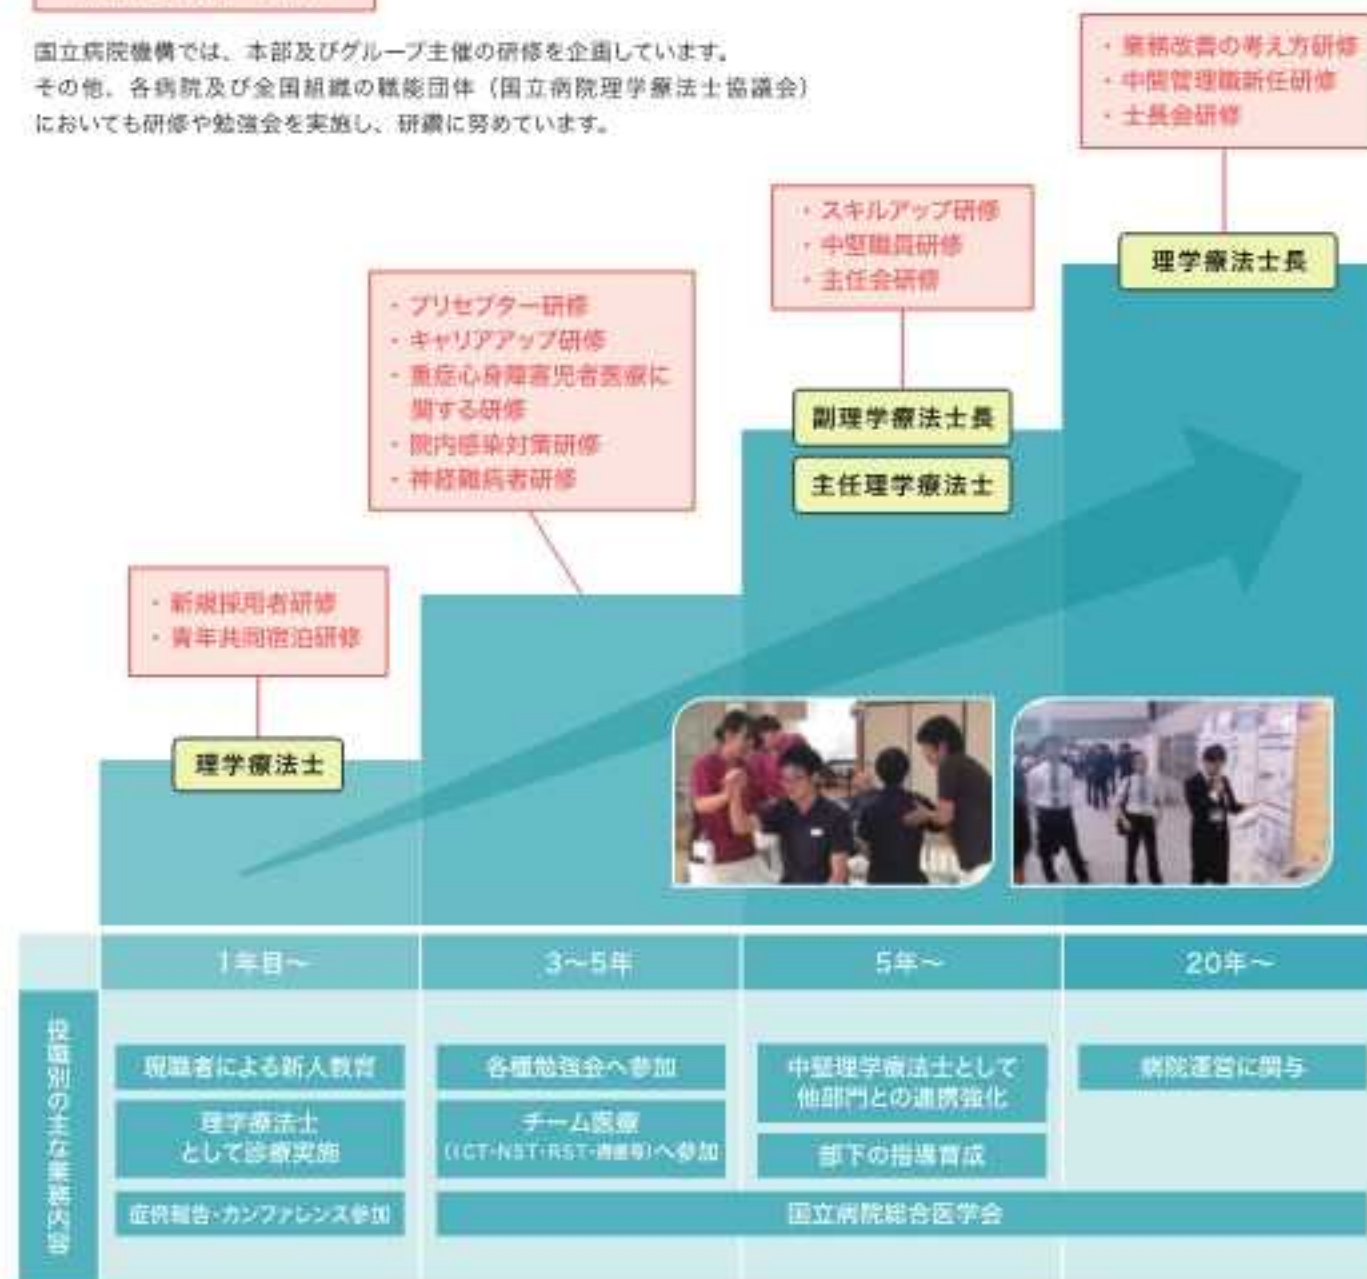 国立病院機構では、本部及びグループ主催の研修を企画しています。
その他、各病院及び全国組織の職能団体（国立病院理学療法士協議会）
においても研修や勉強会を実施し、研鑽に努めています。
・業務改善の考え方研修
・中間管理職新任研修
・士長会研修
理学療法士長
・スキルアップ研修
・中堅職員研修
・主任会研修
副理学療法士長
主任理学療法士
・プリセプター研修
・キャリアアップ研修
・重症心身障害児者医療に
関する研修
・院内感染対策研修
・神経難病者研修
・新規採用者研修
・青年共同宿泊研修
理学療法士
1年目～
3～5年
5年～
20年～
役職別の主な業務内容
現職者による新人教育
理学療法士
として診療実施
症例報告・カンファレンス参加
各種勉強会へ参加
チーム医療
(ICT・NST・RST・等)へ参加
中堅理学療法士として
他部門との連携強化
部下の指導育成
病院運営に関与
国立病院総合医学会